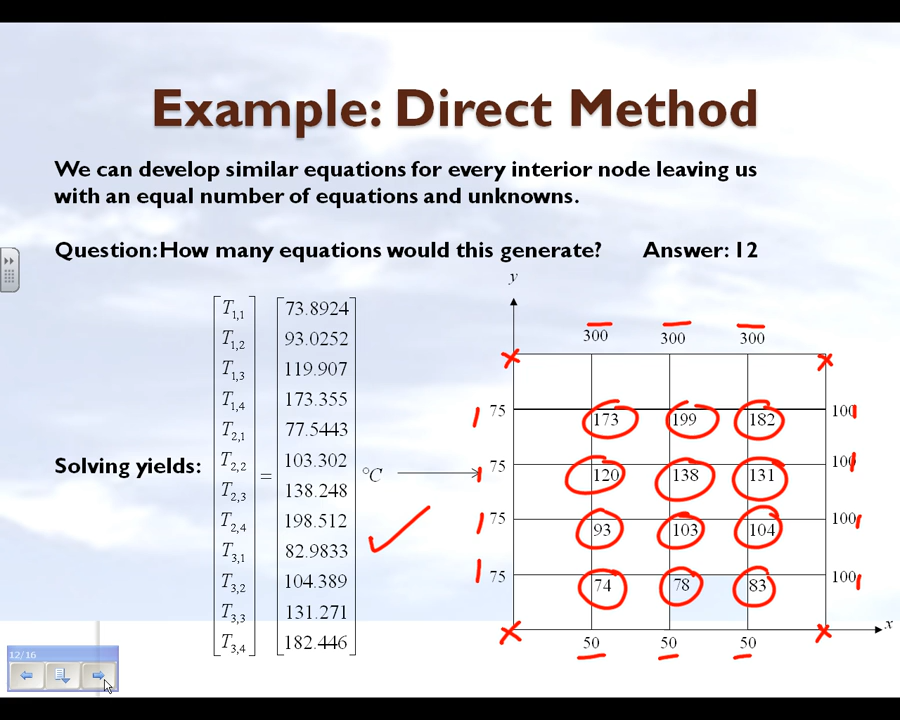 Example: Direct Method
We can develop similar equations for every interior node leaving us
with an equal number of equations and unknowns.
Question: How many equations would this generate? Answer: 12
Solving yields:
T1,1 73.8924
T1,2 93.0252
T1,3 119.907
T1,4 173.355
T2,1 77.5443
T2,2 103.302
= °C
T2,3 138.248
T2,4 198.512
T3,1 82.9833
T3,2 104.389
T3,3 131.271
T3,4 182.446
y
300 300 300
75 173 199 182 100
75 120 138 131 100
75 93 103 104 100
75 74 78 83 100
x
50 50 50
12/16